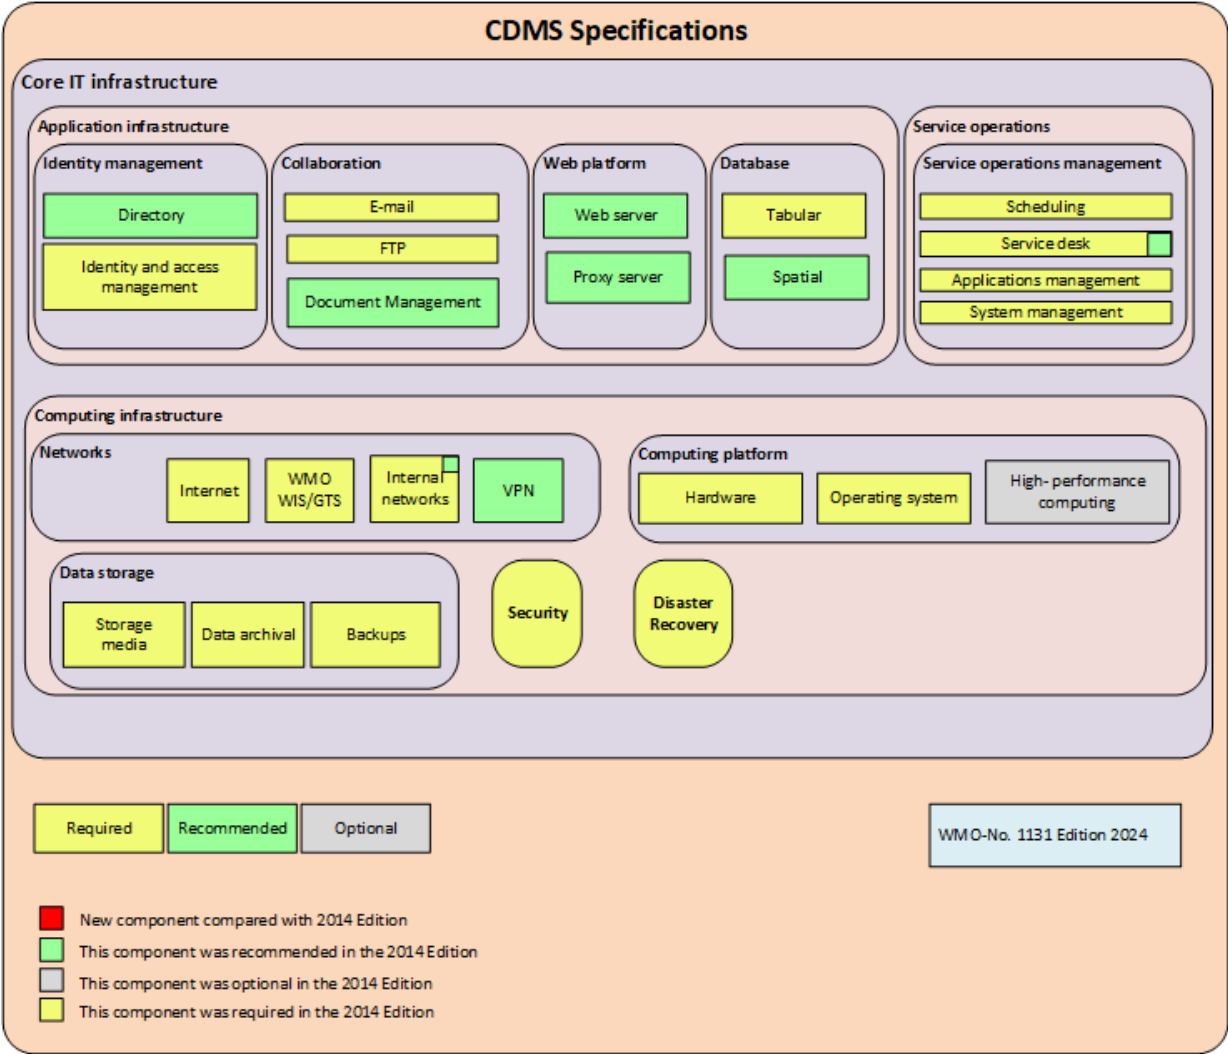 CDMS Specifications
Core IT infrastructure
Application infrastructure
Identity management
Directory
Identity and access
management
Collaboration
E-mail
FTP
Document Management
Web platform
Web server
Proxy server
Database
Tabular
Spatial
Service operations
Service operations management
Scheduling
Service desk
Applications management
System management
Computing infrastructure
Networks
Internet
WMO
WIS/GTS
Internal
networks
VPN
Computing platform
Hardware
Operating system
High- performance
computing
Data storage
Storage
media
Data archival
Backups
Security
Disaster
Recovery
Required
Recommended
Optional
WMO-No. 1131 Edition 2024
New component compared with 2014 Edition
This component was recommended in the 2014 Edition
This component was optional in the 2014 Edition
This component was required in the 2014 Edition